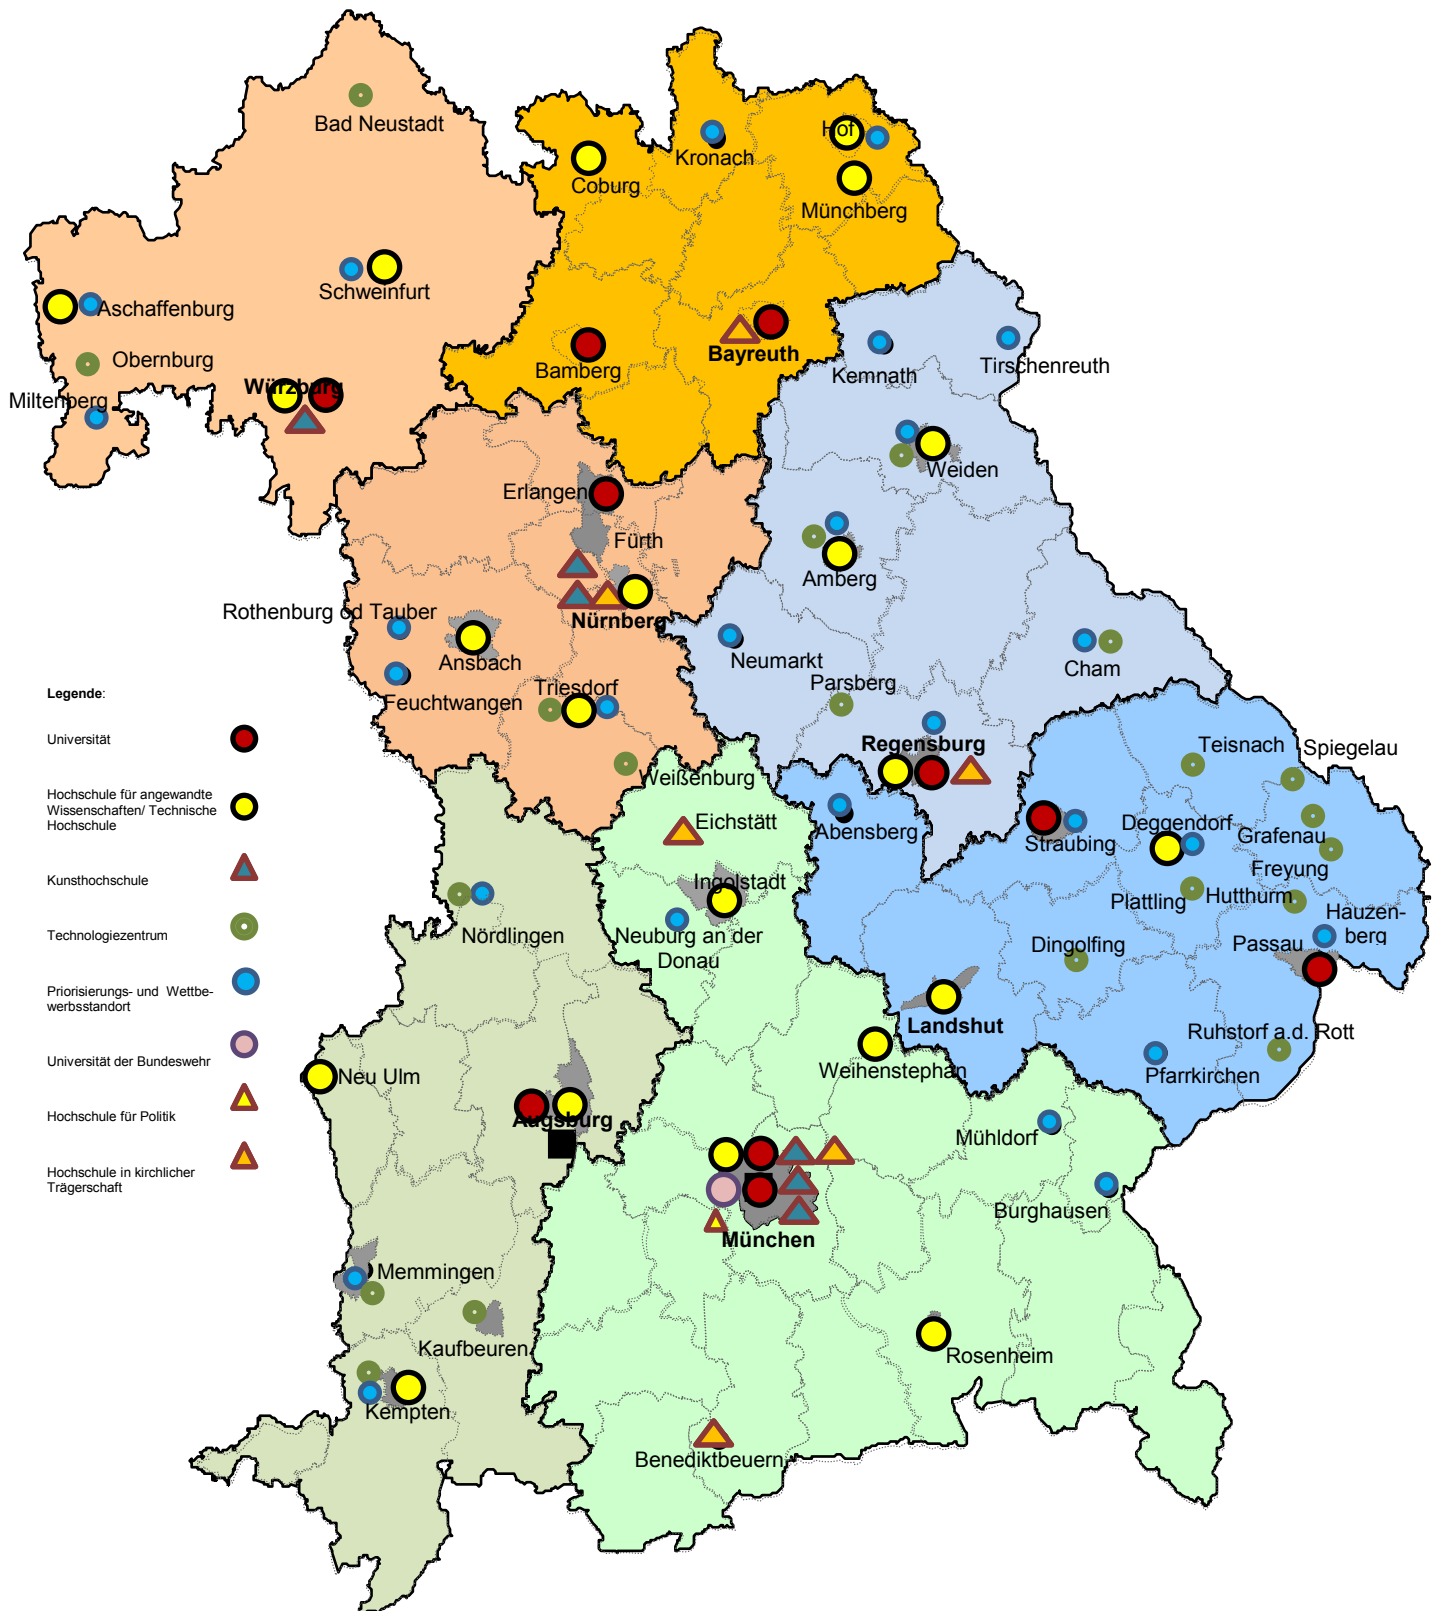 Bad Neustadt
Kronach
Hof
Coburg
Münchberg
Schweinfurt
Aschaffenburg
Obernburg
Würzburg
Miltenberg
Bamberg
Bayreuth
Kemnath
Tirschenreuth
Weiden
Erlangen
Fürth
Amberg
Rothenburg od Tauber
Nürnberg
Ansbach
Neumarkt
Cham
Feuchtwangen
Triesdorf
Parsberg
Regensburg
Weißenburg
Teisnach
Spiegelau
Eichstätt
Abensberg
Straubing
Deggendorf
Grafenau
Freyung
Ingolstadt
Plattling
Hutthurm
Hauzen-
berg
Nördlingen
Neuburg an der
Donau
Dingolfing
Passau
Landshut
Ruhstorf a.d. Rott
Weihenstephan
Pfarrkirchen
Neu Ulm
Augsburg
Mühldorf
Burghausen
München
Memmingen
Kaufbeuren
Rosenheim
Kempten
Benediktbeuern
Legende:
Universität
Hochschule für angewandte
Wissenschaften/ Technische
Hochschule
Kunsthochschule
Technologiezentrum
Priorisierungs- und Wettbe-
werbsstandort
Universität der Bundeswehr
Hochschule für Politik
Hochschule in kirchlicher
Trägerschaft